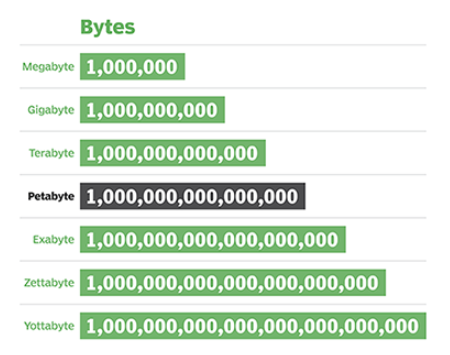 Bytes
Megabyte 1,000,000
Gigabyte 1,000,000,000
Terabyte 1,000,000,000,000
Petabyte 1,000,000,000,000,000
Exabyte 1,000,000,000,000,000,000
Zettabyte 1,000,000,000,000,000,000,000
Yottabyte 1,000,000,000,000,000,000,000,000